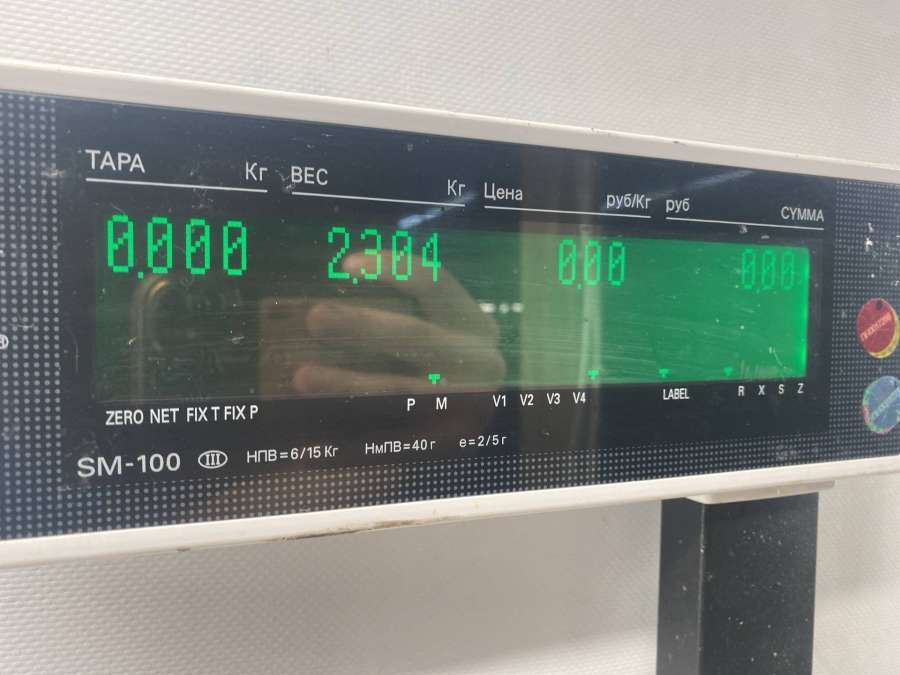 ТАРА Кг ВЕС Кг Цена руб/Кг руб СУММА
0.000 2.304 0.00 0.00
ZERO NET FIX T FIX P P M V1 V2 V3 V4 LABEL R X S Z
SM-100 III НПВ=6/15 Кг НмПВ=40 г e=2/5 г